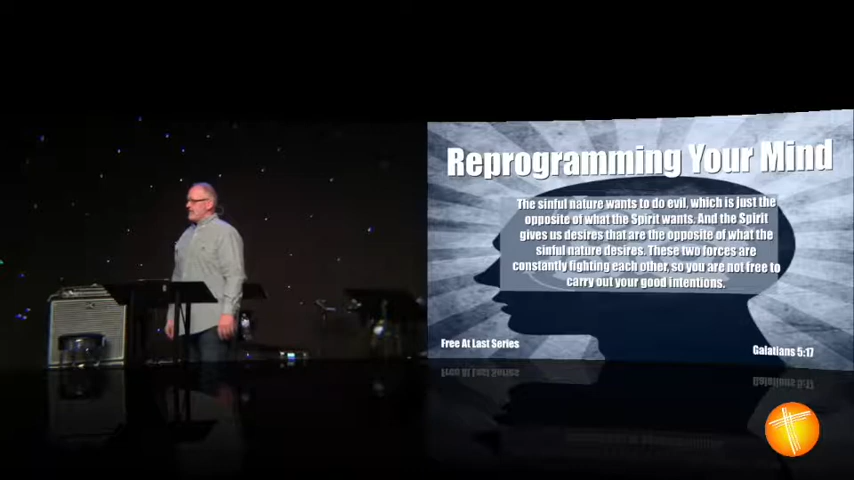 Reprogramming Your Mind
The sinful nature wants to do evil, which is just the
opposite of what the Spirit wants. And the Spirit
gives us desires that are the opposite of what the
sinful nature desires. These two forces are
constantly fighting each other, so you are not free to
carry out your good intentions.
Free At Last Series
Galatians 5:17